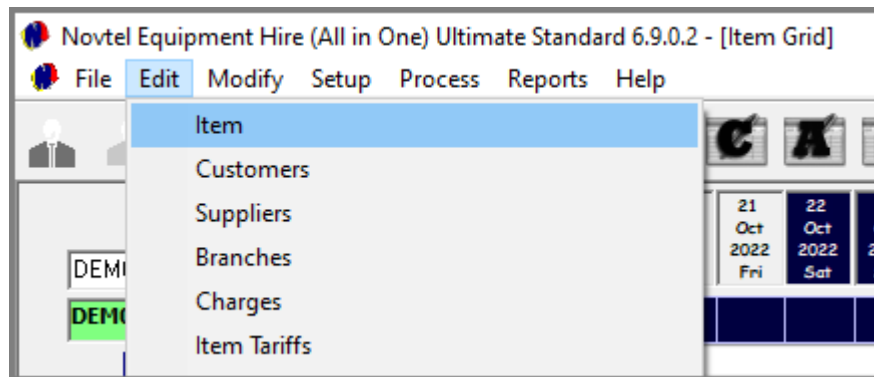 Novtel Equipment Hire (All in One) Ultimate Standard 6.9.0.2 - [Item Grid]
File Edit Modify Setup Process Reports Help
Item
Customers
Suppliers
Branches
Charges
Item Tariffs
C A
21
Oct
2022
Fri
22
Oct
2022
Sat